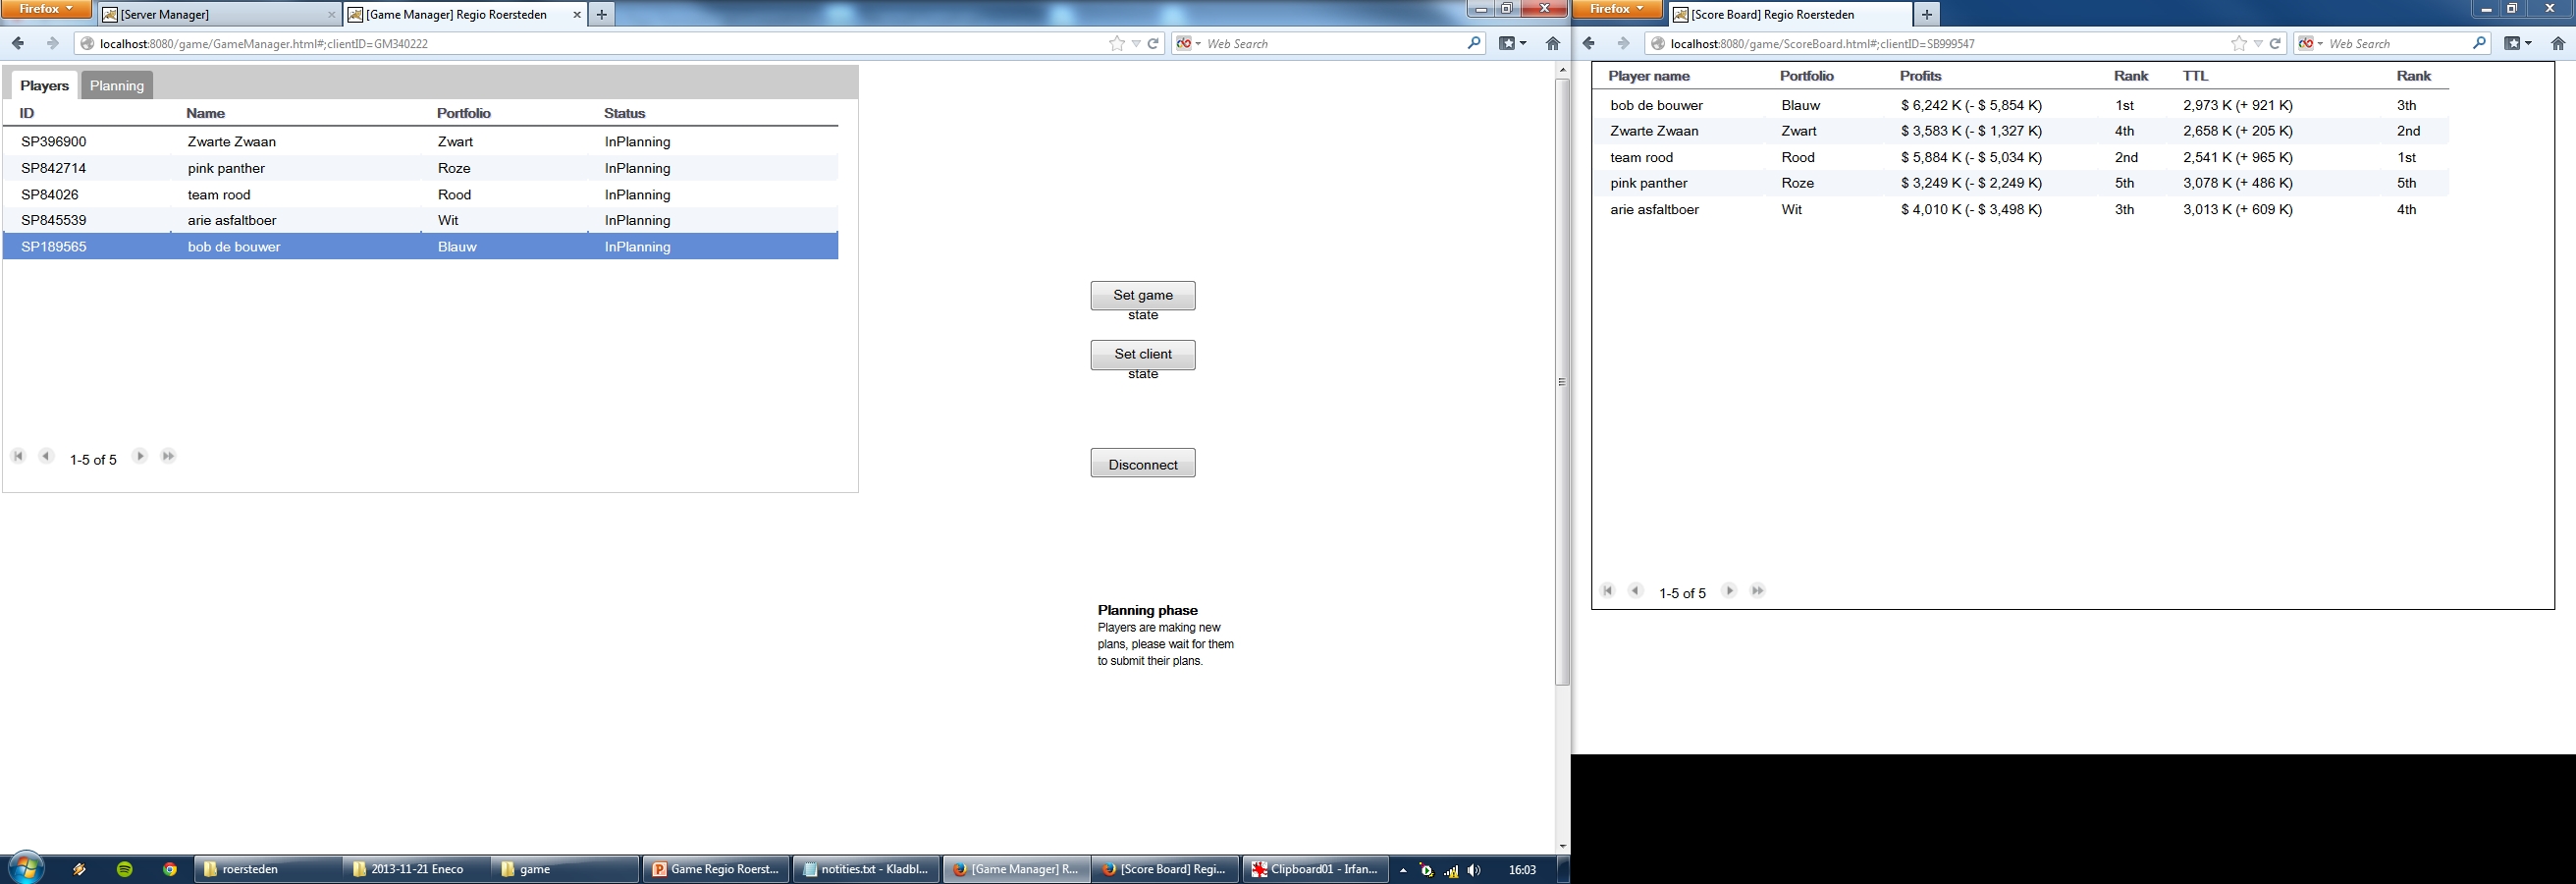 Firefox
[Server Manager]
[Game Manager] Regio Roersteden
localhost:8080/game/GameManager.html#;clientID=GM340222
Web Search
Players Planning
ID Name Portfolio Status
SP396900 Zwarte Zwaan Zwart InPlanning
SP842714 pink panther Roze InPlanning
SP84026 team rood Rood InPlanning
SP845539 arie asfaltboer Wit InPlanning
SP189565 bob de bouwer Blauw InPlanning
1-5 of 5
Set game
state
Set client
state
Disconnect
Planning phase
Players are making new
plans, please wait for them
to submit their plans.
Firefox
[Score Board] Regio Roersteden
localhost:8080/game/ScoreBoard.html#;clientID=SB999547
Web Search
Player name Portfolio Profits Rank TTL Rank
bob de bouwer Blauw $ 6,242 K (- $ 5,854 K) 1st 2,973 K (+ 921 K) 3th
Zwarte Zwaan Zwart $ 3,583 K (- $ 1,327 K) 4th 2,658 K (+ 205 K) 2nd
team rood Rood $ 5,884 K (- $ 5,034 K) 2nd 2,541 K (+ 965 K) 1st
pink panther Roze $ 3,249 K (- $ 2,249 K) 5th 3,078 K (+ 486 K) 5th
arie asfaltboer Wit $ 4,010 K (- $ 3,498 K) 3th 3,013 K (+ 609 K) 4th
1-5 of 5
roersteden
2013-11-21 Eneco
game
Game Regio Roerst...
notities.txt - Kladbl...
[Game Manager] R...
[Score Board] Regi...
Clipboard01 - Irfan...
16:03